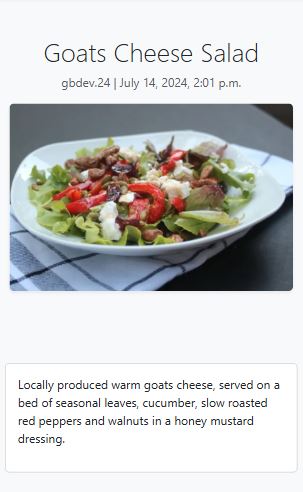 Goats Cheese Salad
gbdev.24 | July 14, 2024, 2:01 p.m.
Locally produced warm goats cheese, served on a
bed of seasonal leaves, cucumber, slow roasted
red peppers and walnuts in a honey mustard
dressing.